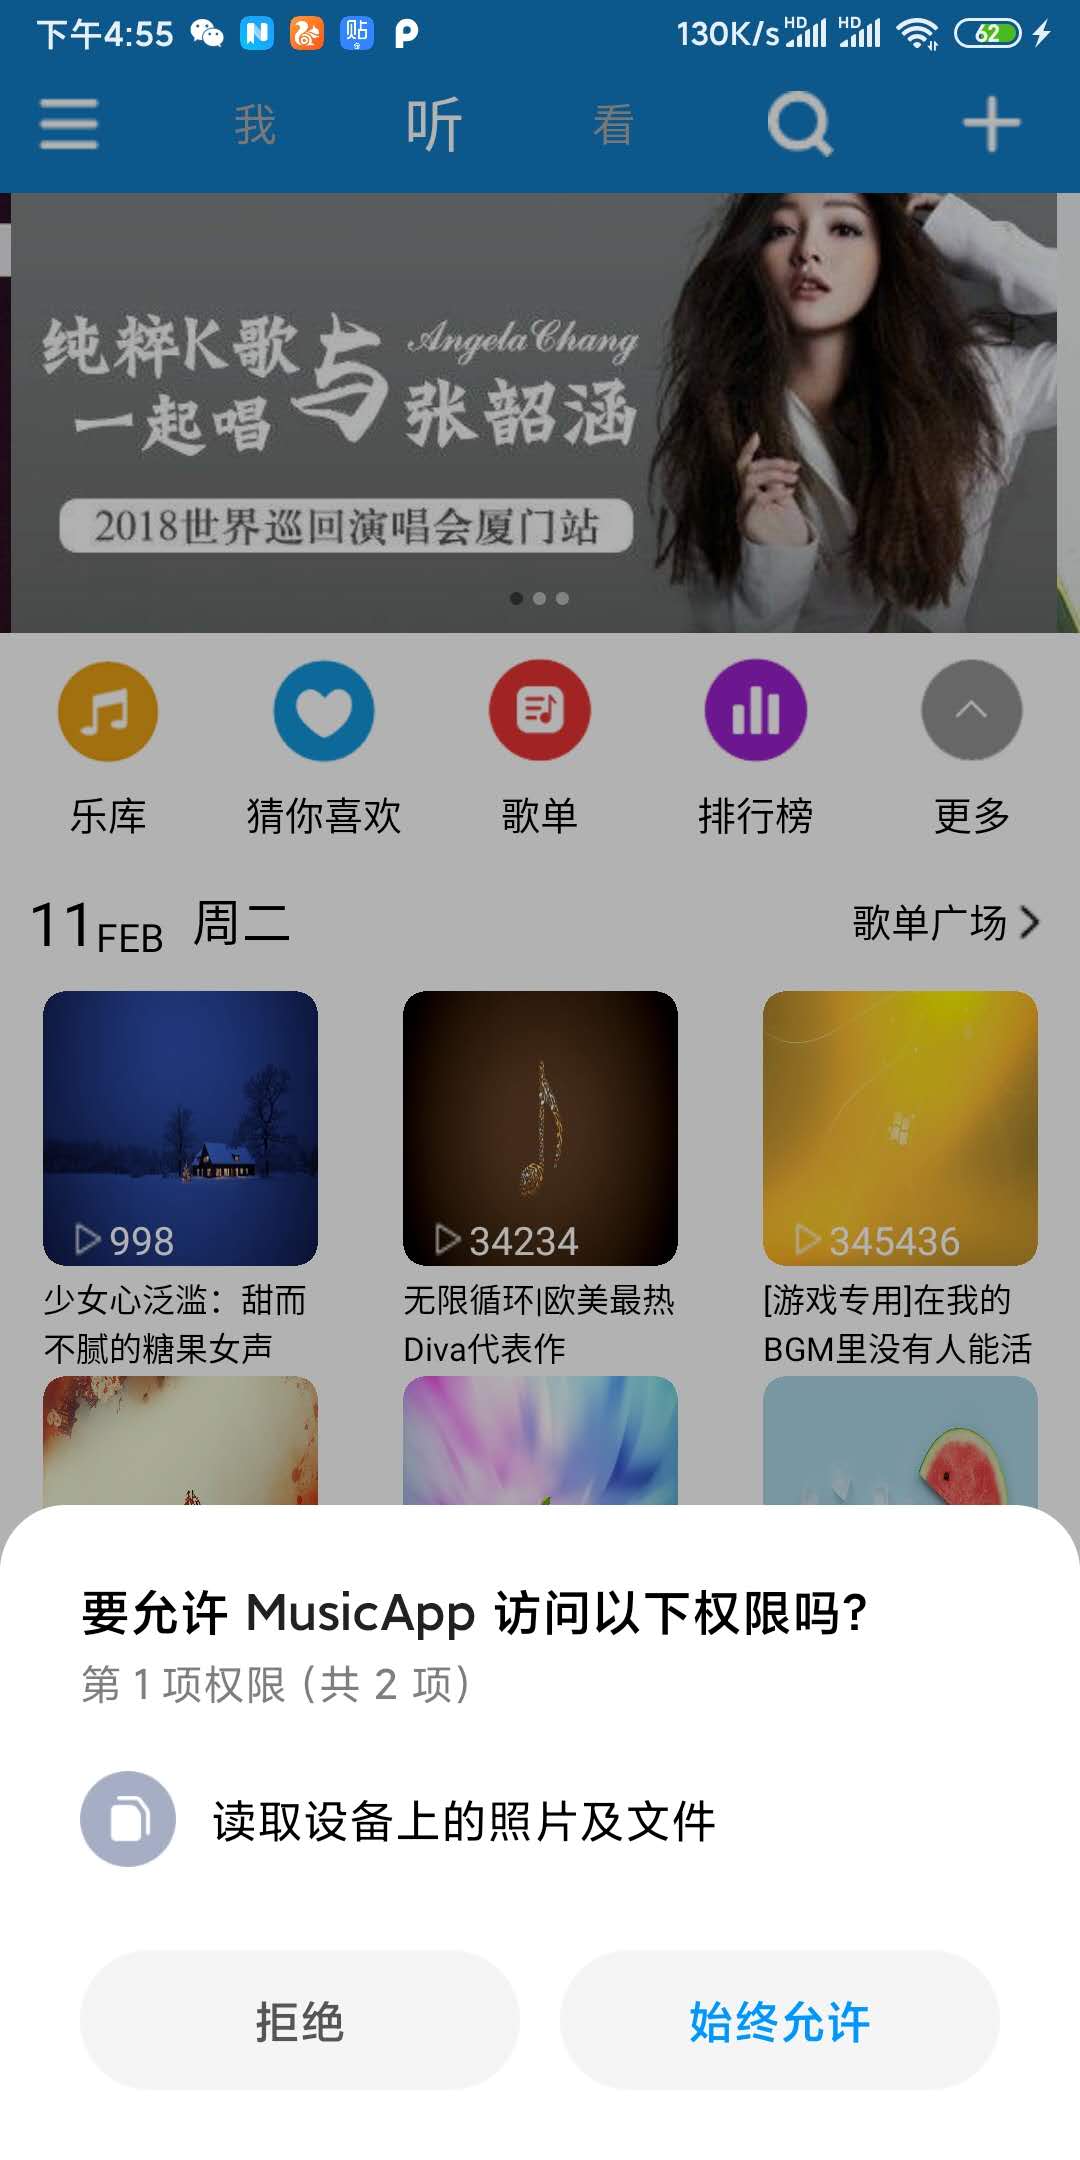 下午4:55
130K/s HD HD 62
我 听 看
纯粹K歌 与 Angela Chang
一起唱 张韶涵
2018世界巡回演唱会厦门站
乐库 猜你喜欢 歌单 排行榜 更多
11FEB 周二 歌单广场
998 34234 345436
少女心泛滥：甜而 无限循环|欧美最热 [游戏专用]在我的
不腻的糖果女声 Diva代表作 BGM里没有人能活
要允许 MusicApp 访问以下权限吗?
第 1 项权限 (共 2 项)
读取设备上的照片及文件
拒绝 始终允许